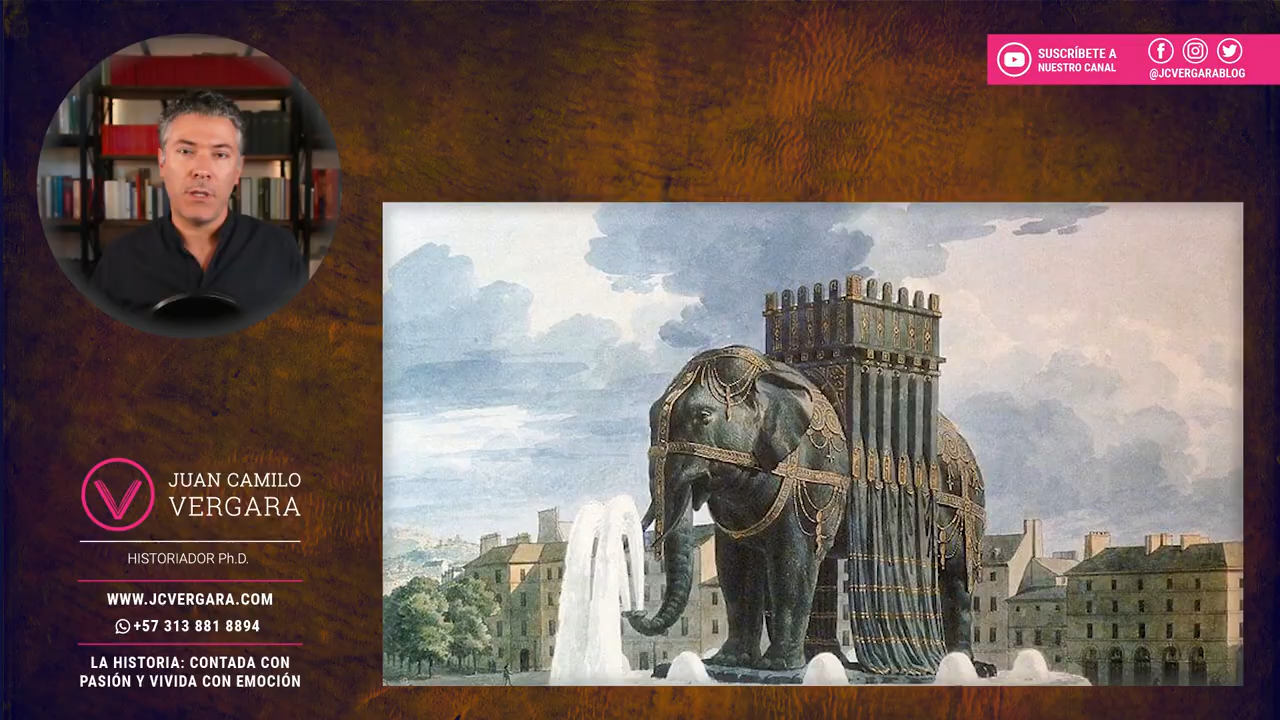 SUSCRÍBETE A
NUESTRO CANAL
@JCVERGARABLOG
JUAN CAMILO
VERGARA
HISTORIADOR Ph.D.
WWW.JCVERGARA.COM
+57 313 881 8894
LA HISTORIA: CONTADA CON
PASIÓN Y VIVIDA CON EMOCIÓN